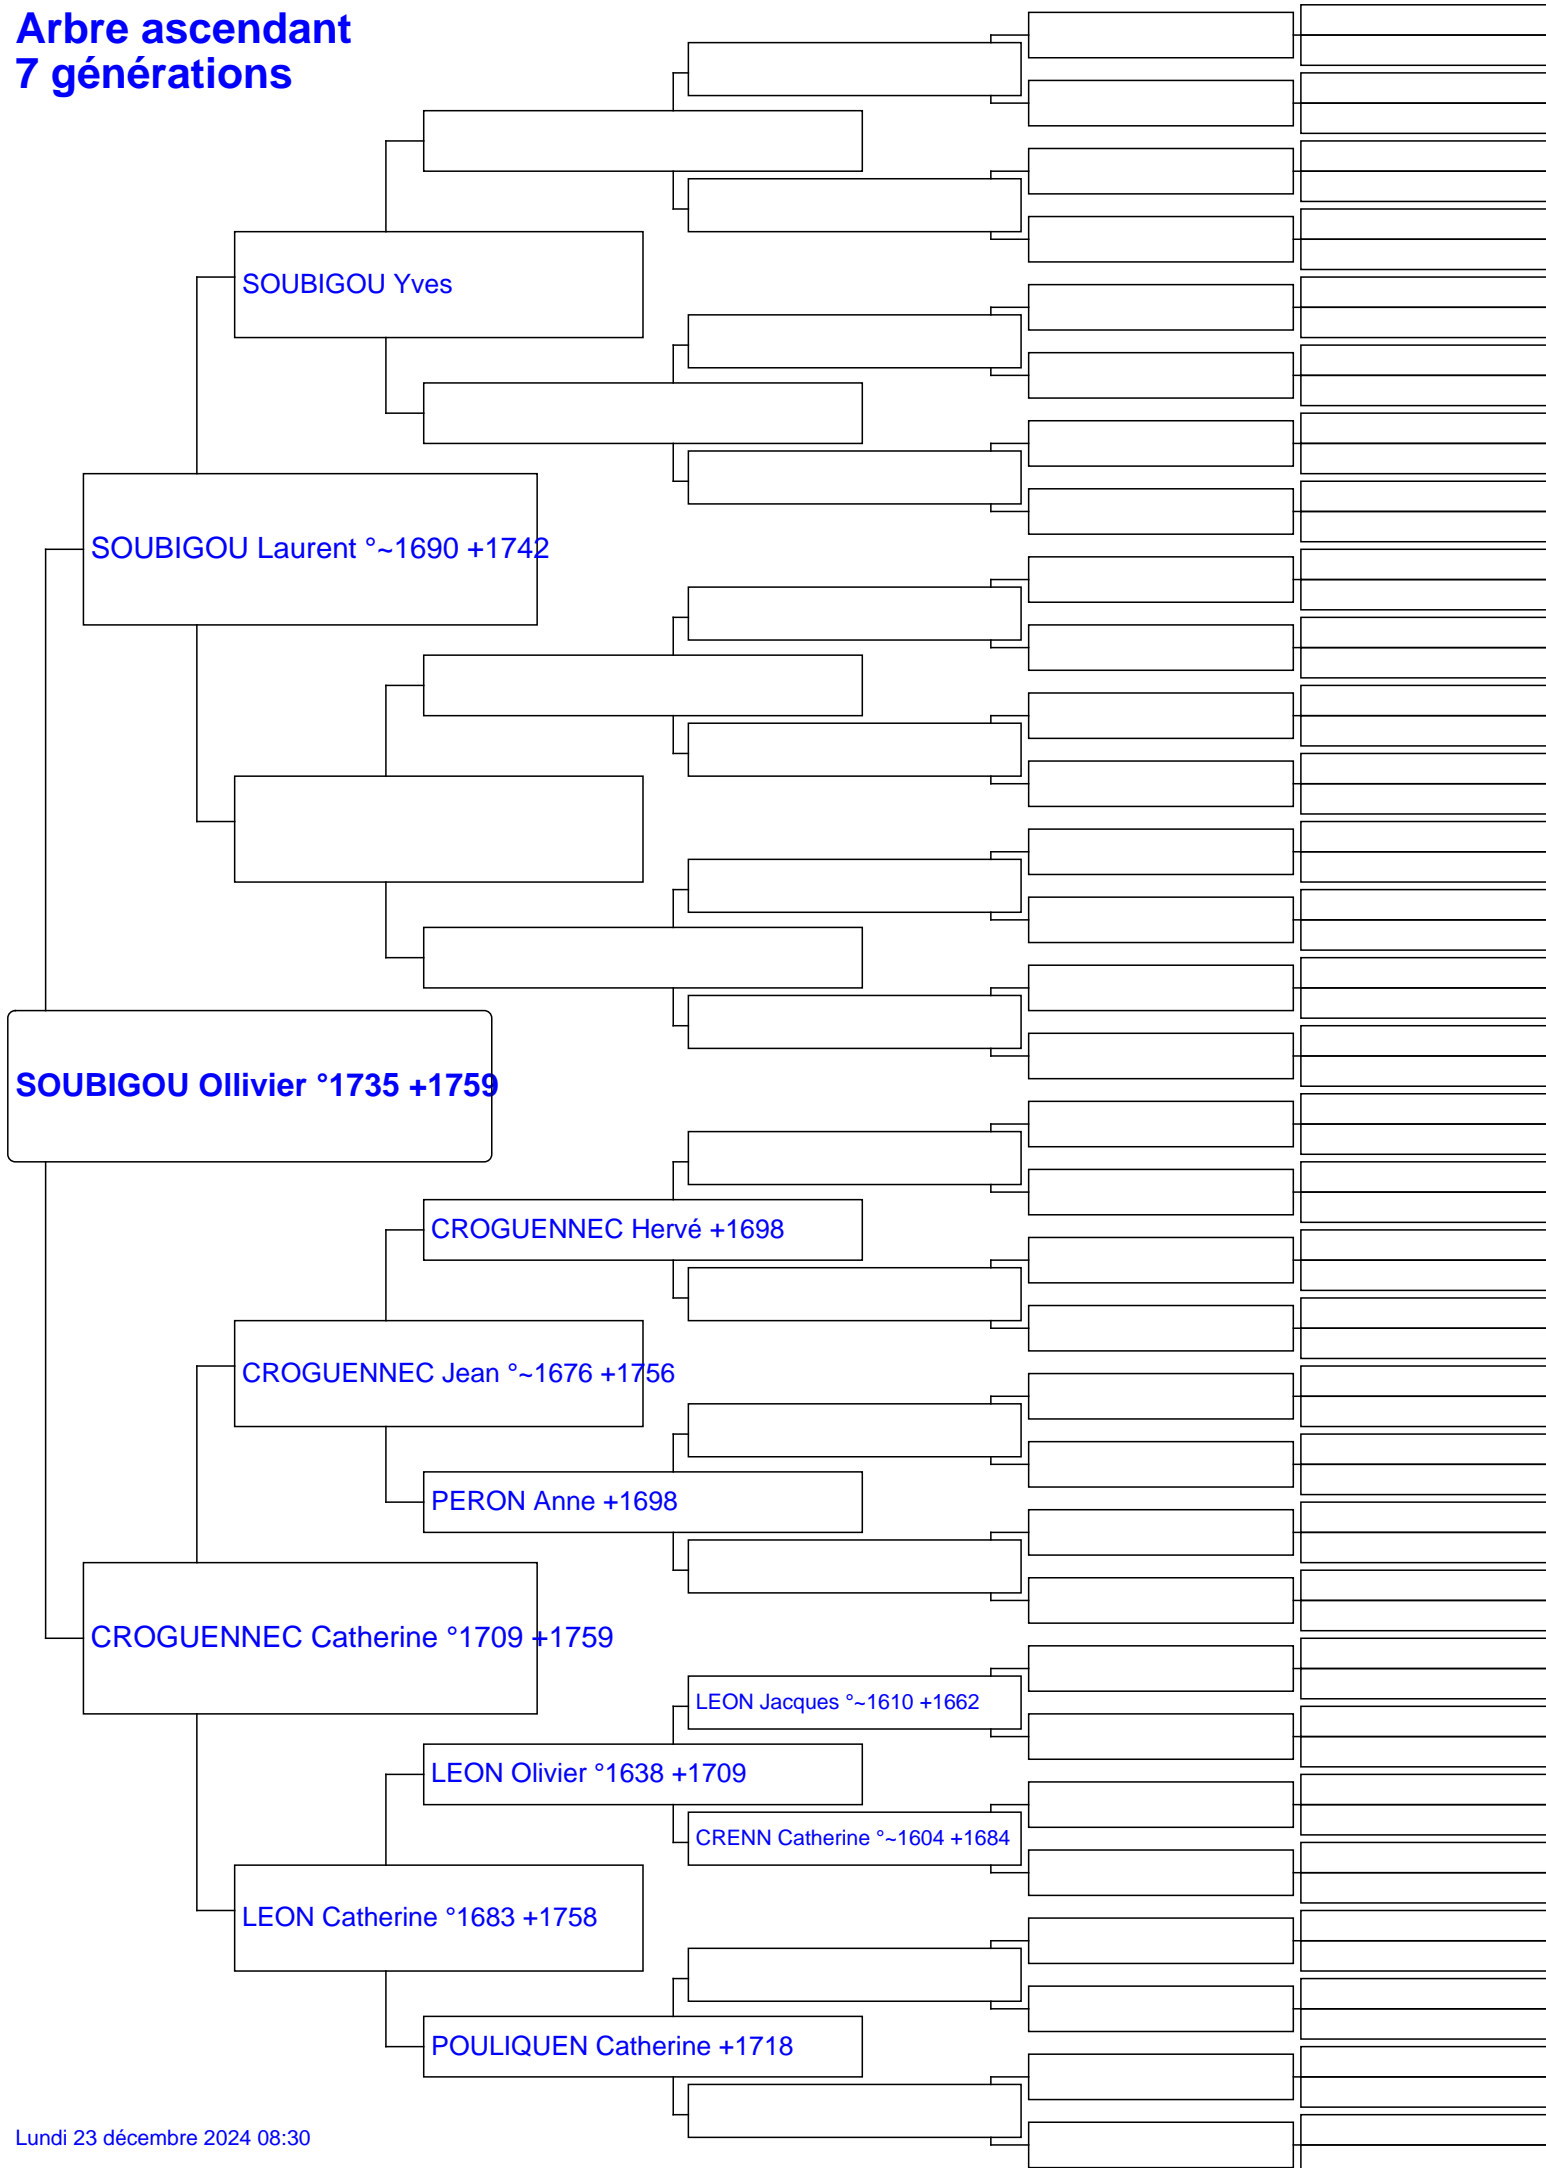 Arbre ascendant
7 générations
SOUBIGOU Yves
SOUBIGOU Laurent °~1690 +1742
SOUBIGOU Ollivier °1735 +1759
CROGUENNEC Hervé +1698
CROGUENNEC Jean °~1676 +1756
PERON Anne +1698
CROGUENNEC Catherine °1709 +1759
LEON Jacques °~1610 +1662
LEON Olivier °1638 +1709
CRENN Catherine °~1604 +1684
LEON Catherine °1683 +1758
POULIQUEN Catherine +1718
Lundi 23 décembre 2024 08:30